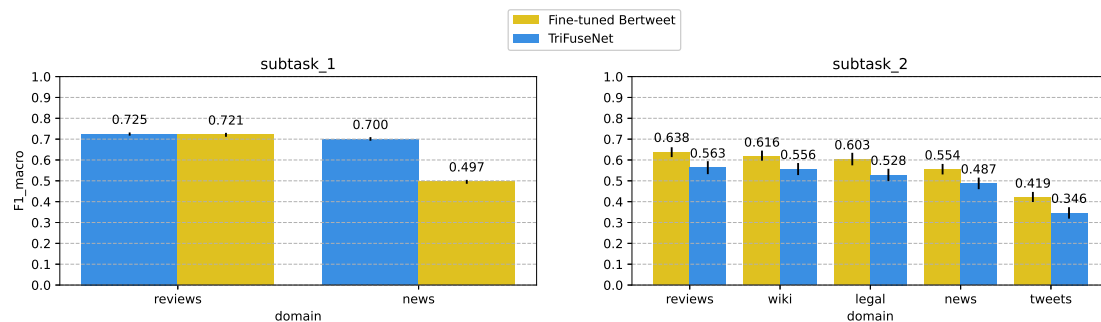 Fine-tuned Bertweet
TriFuseNet
subtask_1
F1_macro
1.0
0.9
0.8
0.7
0.6
0.5
0.4
0.3
0.2
0.1
0.0
0.725
0.721
0.700
0.497
reviews
news
domain
subtask_2
1.0
0.9
0.8
0.7
0.6
0.5
0.4
0.3
0.2
0.1
0.0
0.638
0.563
0.616
0.556
0.603
0.528
0.554
0.487
0.419
0.346
reviews
wiki
legal
news
tweets
domain